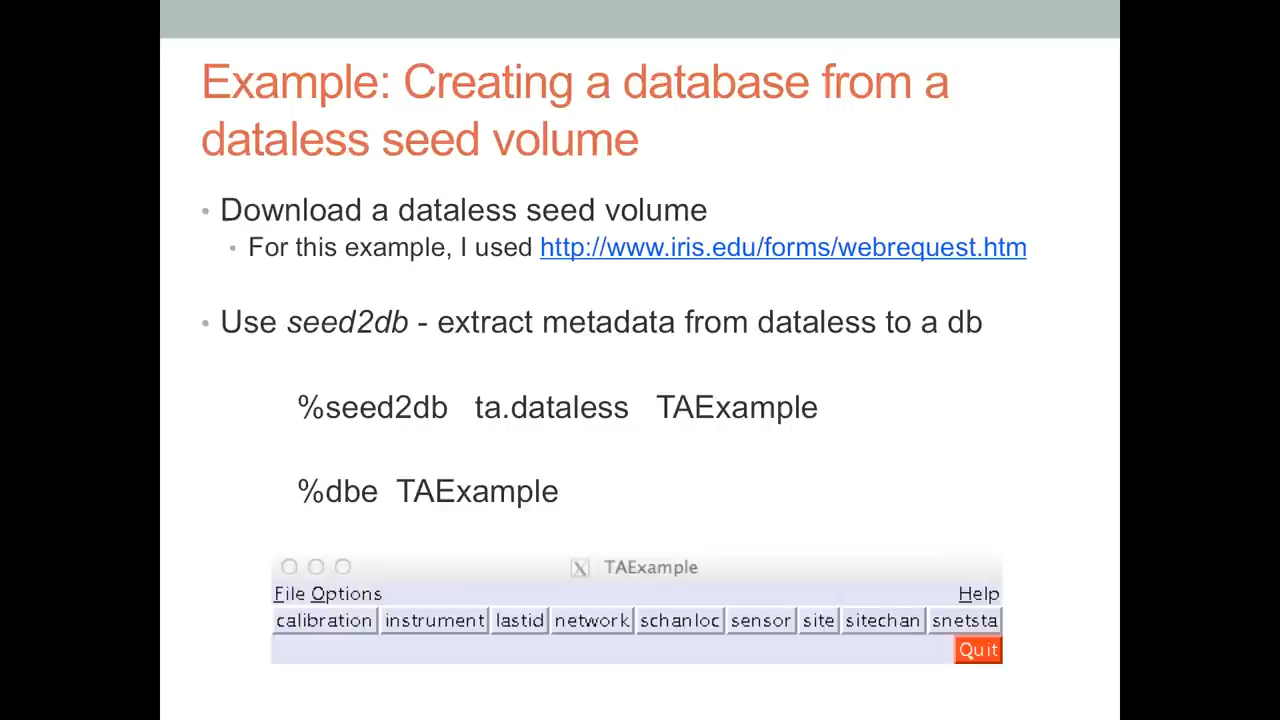 Example: Creating a database from a
dataless seed volume
• Download a dataless seed volume
• For this example, I used http://www.iris.edu/forms/webrequest.htm
• Use seed2db - extract metadata from dataless to a db
%seed2db ta.dataless TAExample
%dbe TAExample
X TAExample
File Options Help
calibration instrument lastid network schanloc sensor site sitechan snetsta
Quit